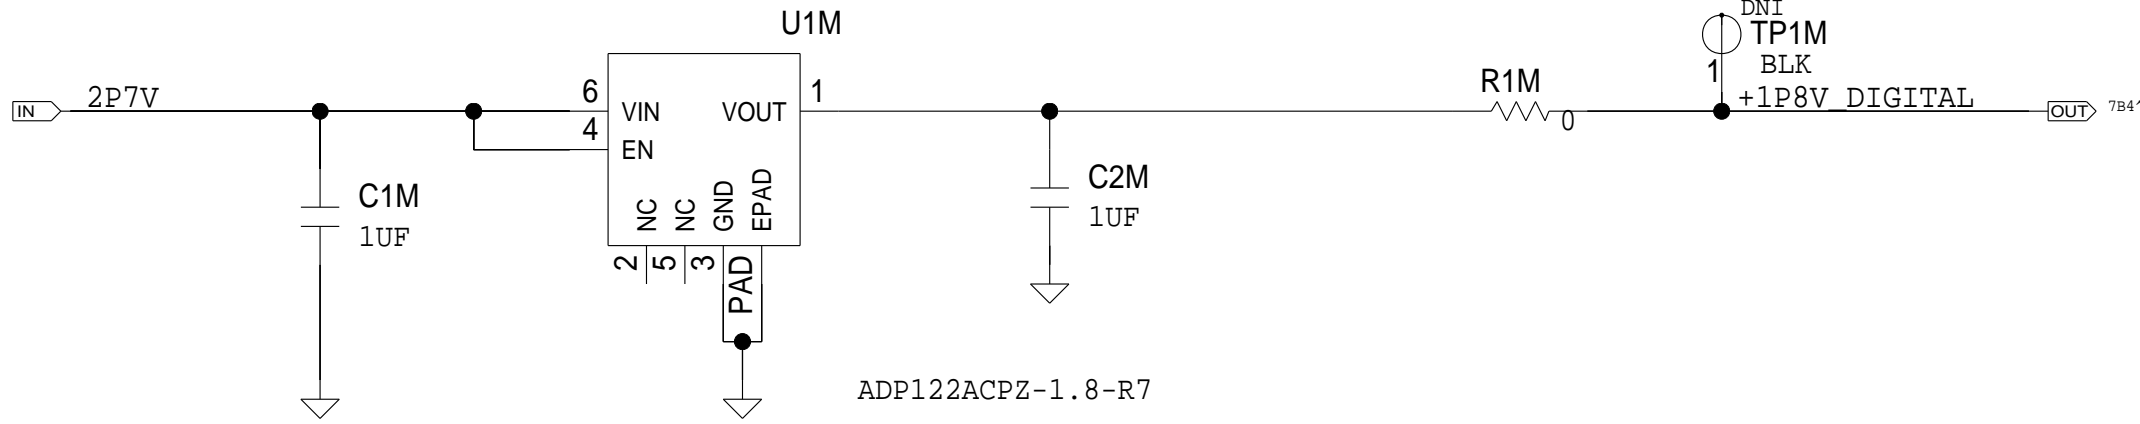 DNI
U1M
TP1M
1
BLK
R1M
IN
2P7V
6
VIN
VOUT
1
0
+1P8V_DIGITAL
OUT
4
EN
C1M
1UF
NC
NC
GND
EPAD
2
5
3
PAD
C2M
1UF
ADP122ACPZ-1.8-R7